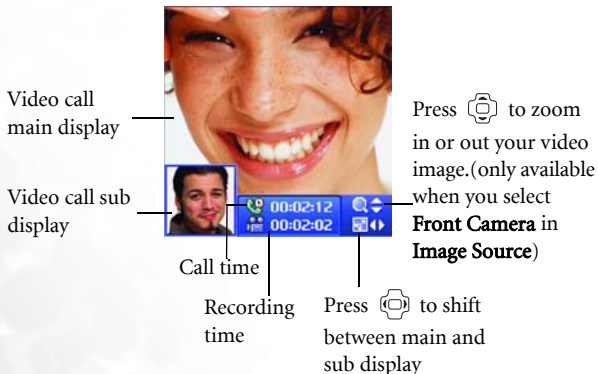 Video call
main display
Video call sub
display
00:02:12
00:02:02
Call time
Recording
time
Press to shift
between main and
sub display
Press to zoom
in or out your video
image.(only available
when you select
Front Camera in
Image Source)